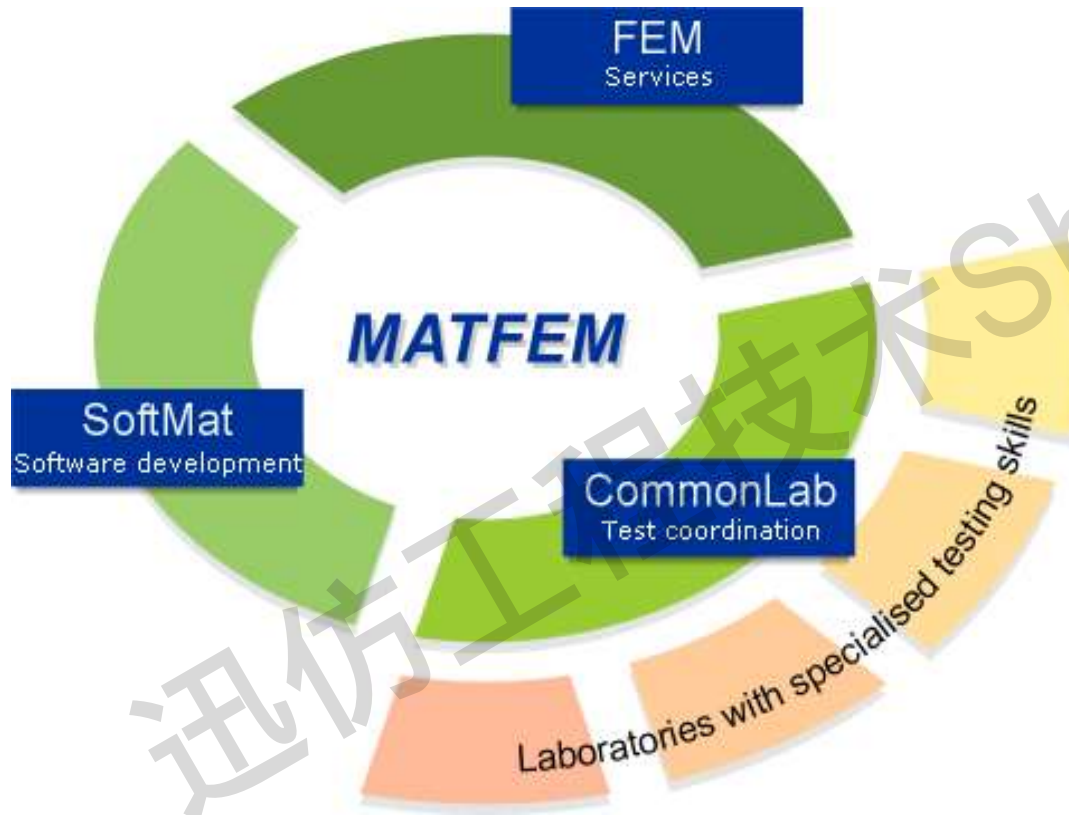 FEM
Services
MATFEM
SoftMat
Software development
CommonLab
Test coordination
Laboratories with specialised testing skills
迅仿工程技术Sh